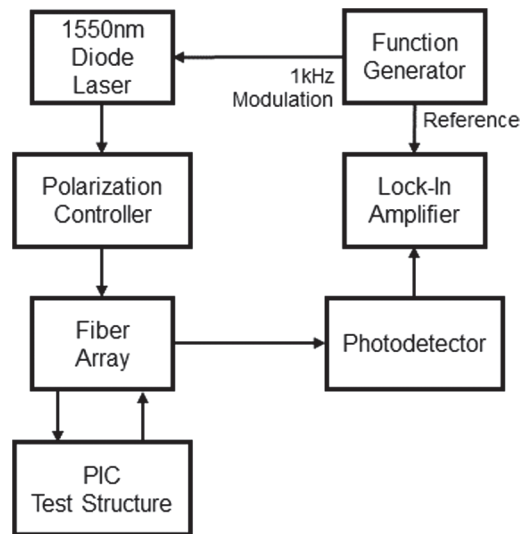 1550nm
Diode
Laser
Function
Generator
1kHz
Modulation
Reference
Polarization
Controller
Lock-In
Amplifier
Fiber
Array
Photodetector
PIC
Test Structure